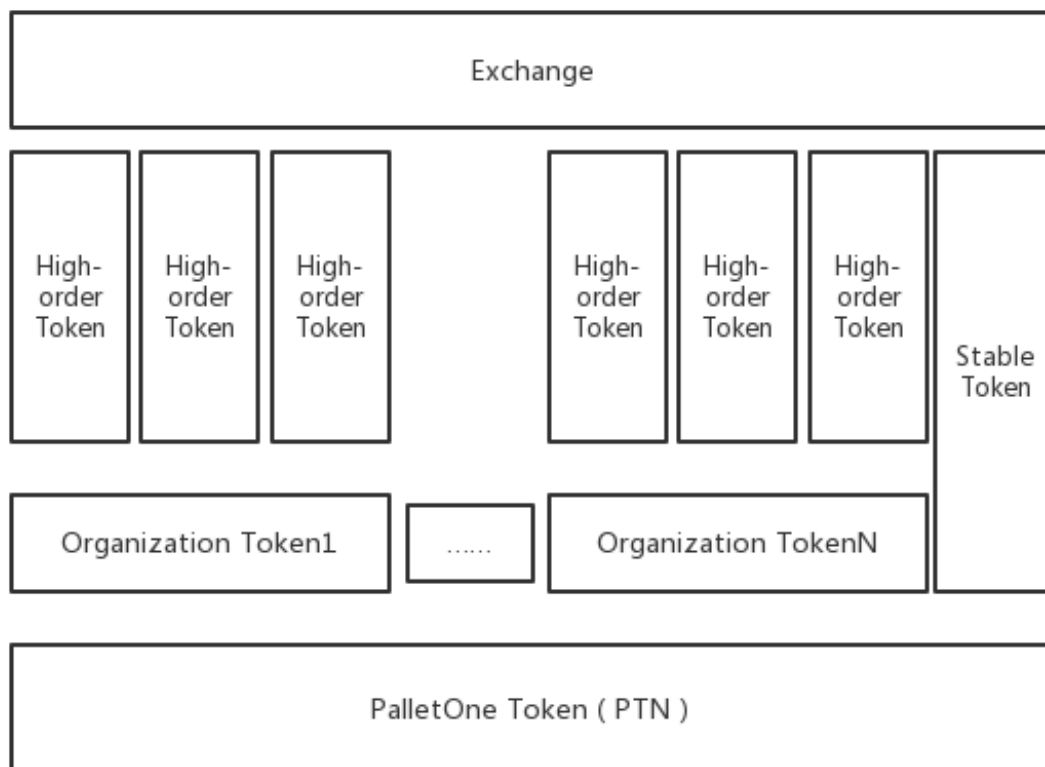 Exchange
High-
order
Token
High-
order
Token
High-
order
Token
High-
order
Token
High-
order
Token
High-
order
Token
Stable
Token
Organization Token1
......
Organization TokenN
PalletOne Token ( PTN )